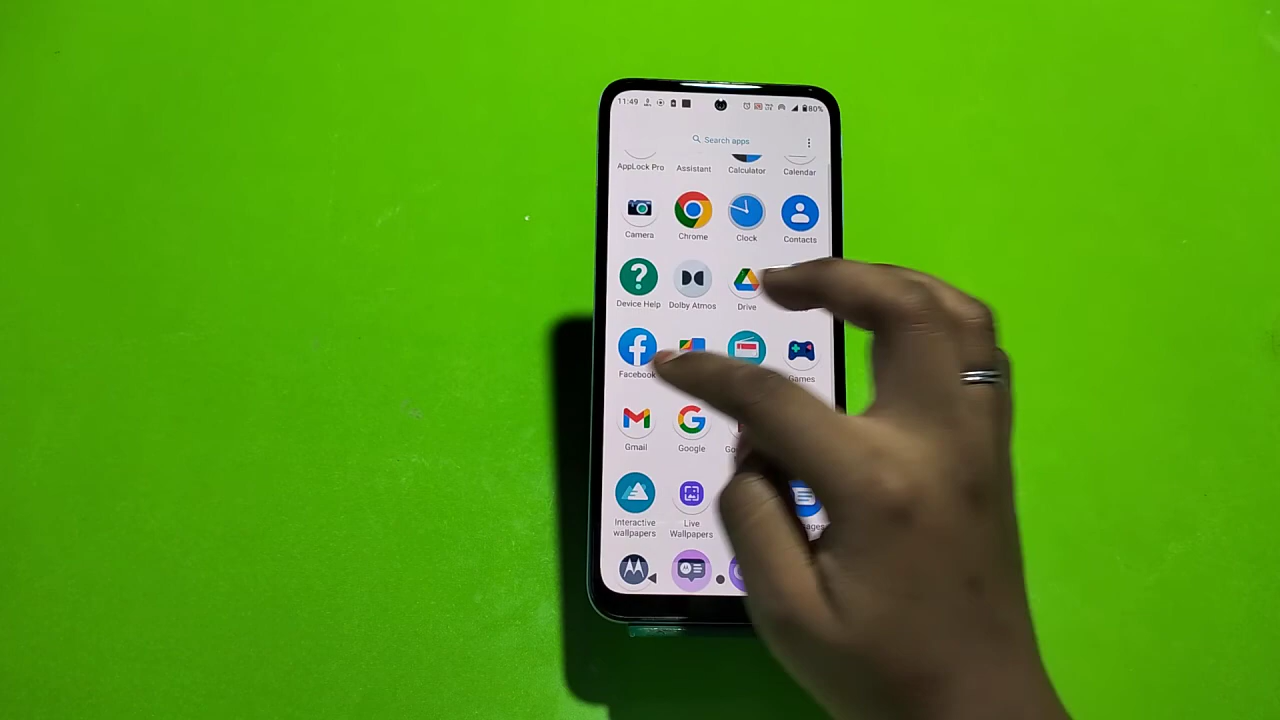 11:49 80%
Search apps
AppLock Pro Assistant Calculator Calendar
Camera Chrome Clock Contacts
Device Help Dolby Atmos Drive
Facebook Games
Gmail Google
Interactive wallpapers Live Wallpapers